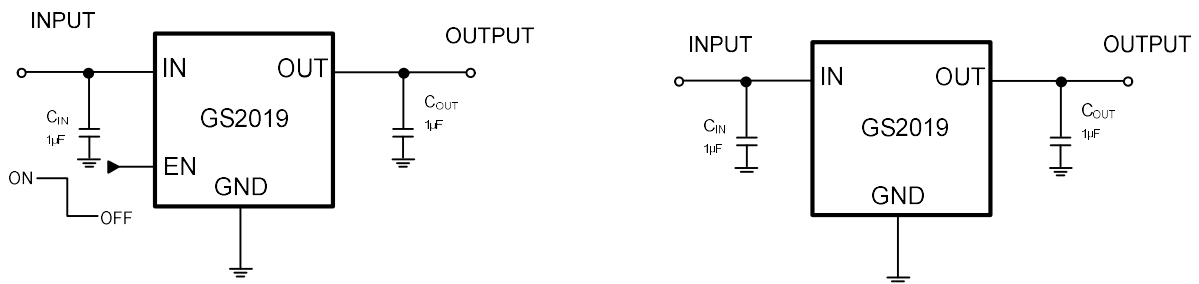 INPUT
OUTPUT
IN
OUT
CIN
1µF
GS2019
COUT
1µF
EN
ON
OFF
GND
INPUT
OUTPUT
IN
OUT
CIN
1µF
GS2019
COUT
1µF
GND